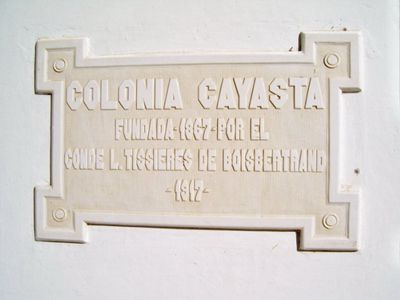 COLONIA CAYASTA
FUNDADA-1867-POR EL
CONDE L. TISSIERES DE BOISBERTRAND
-1917-